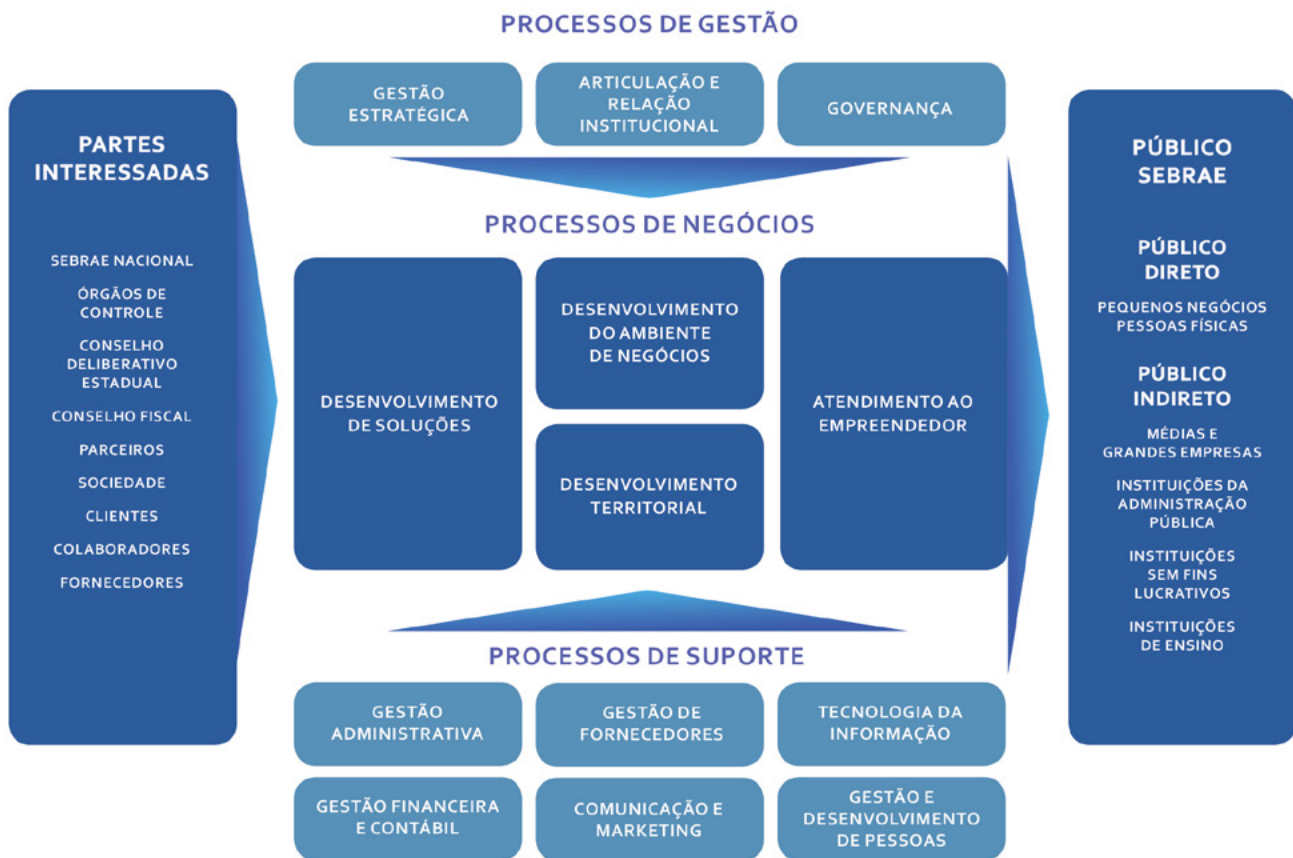 PROCESSOS DE GESTÃO
GESTÃO
ESTRATÉGICA
ARTICULAÇÃO E
RELAÇÃO
INSTITUCIONAL
GOVERNANÇA
PARTES
INTERESSADAS
SEBRAE NACIONAL
ÓRGÃOS DE
CONTROLE
CONSELHO
DELIBERATIVO
ESTADUAL
CONSELHO FISCAL
PARCEIROS
SOCIEDADE
CLIENTES
COLABORADORES
FORNECEDORES
PROCESSOS DE NEGÓCIOS
DESENVOLVIMENTO
DE SOLUÇÕES
DESENVOLVIMENTO
DO AMBIENTE
DE NEGÓCIOS
DESENVOLVIMENTO
TERRITORIAL
ATENDIMENTO AO
EMPREENDEDOR
PROCESSOS DE SUPORTE
GESTÃO
ADMINISTRATIVA
GESTÃO DE
FORNECEDORES
TECNOLOGIA DA
INFORMAÇÃO
GESTÃO FINANCEIRA
E CONTÁBIL
COMUNICAÇÃO E
MARKETING
GESTÃO E
DESENVOLVIMENTO
DE PESSOAS
PÚBLICO
SEBRAE
PÚBLICO
DIRETO
PEQUENOS NEGÓCIOS
PESSOAS FÍSICAS
PÚBLICO
INDIRETO
MÉDIAS E
GRANDES EMPRESAS
INSTITUIÇÕES DA
ADMINISTRAÇÃO
PÚBLICA
INSTITUIÇÕES
SEM FINS
LUCRATIVOS
INSTITUIÇÕES
DE ENSINO